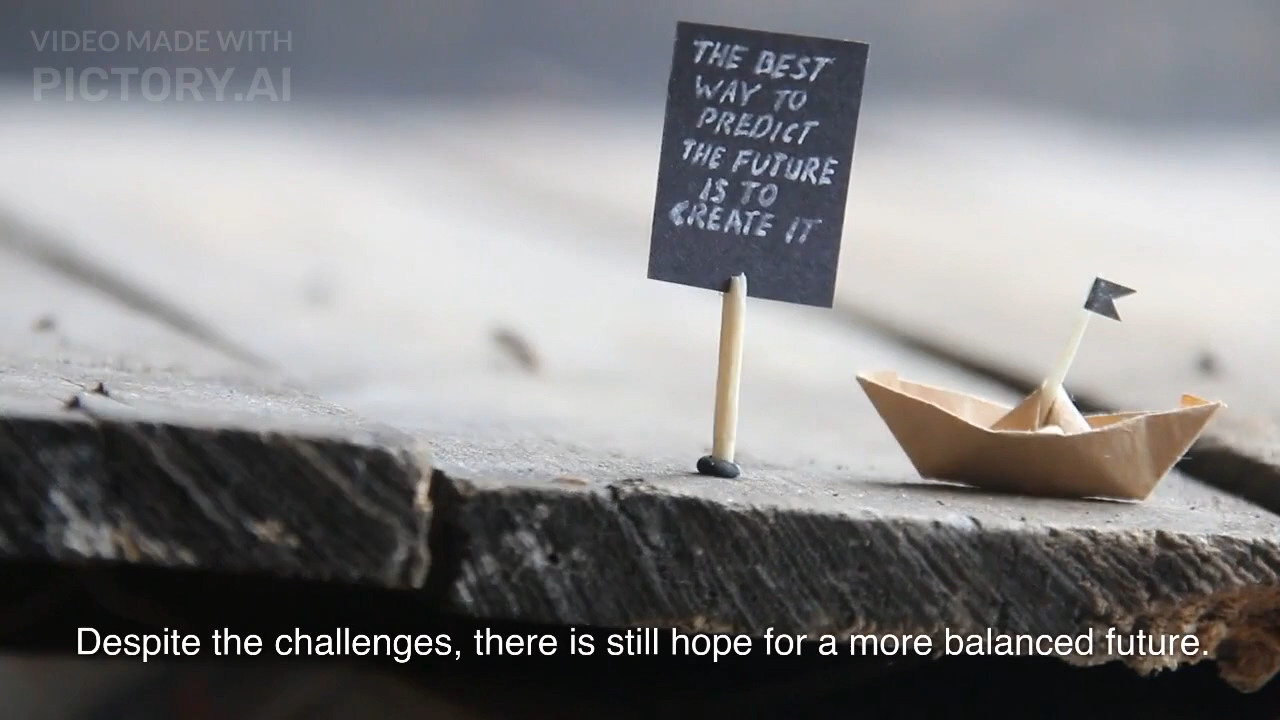 VIDEO MADE WITH
PICTORY.AI
THE BEST
WAY TO
PREDICT
THE FUTURE
IS TO
CREATE IT
Despite the challenges, there is still hope for a more balanced future.